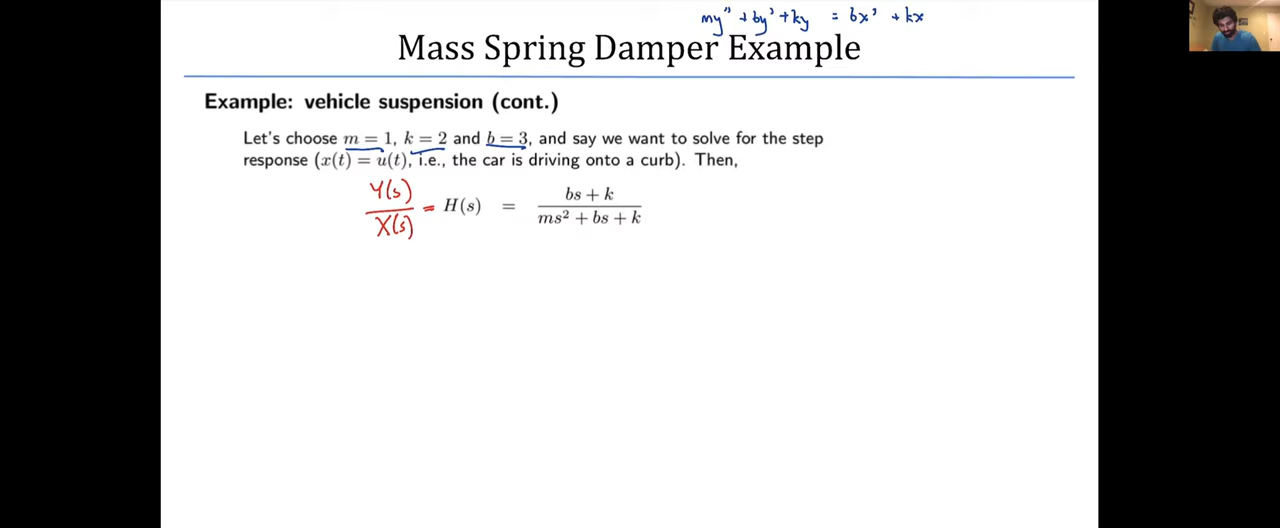 my'' + by' + ky = bx' + kx
Mass Spring Damper Example
Example: vehicle suspension (cont.)
Let's choose m = 1, k = 2 and b = 3, and say we want to solve for the step
response (x(t) = u(t), i.e., the car is driving onto a curb). Then,
Y(s)/X(s) = H(s) = bs + k / ms² + bs + k